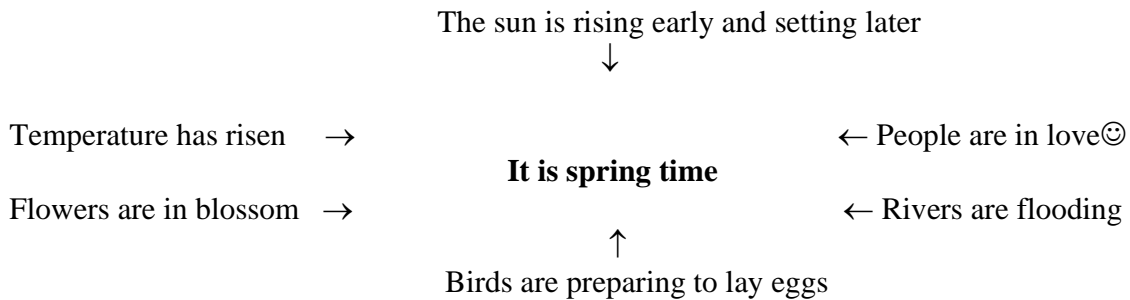 The sun is rising early and setting later
↓
Temperature has risen → ← People are in love☺
It is spring time
Flowers are in blossom → ← Rivers are flooding
↑
Birds are preparing to lay eggs